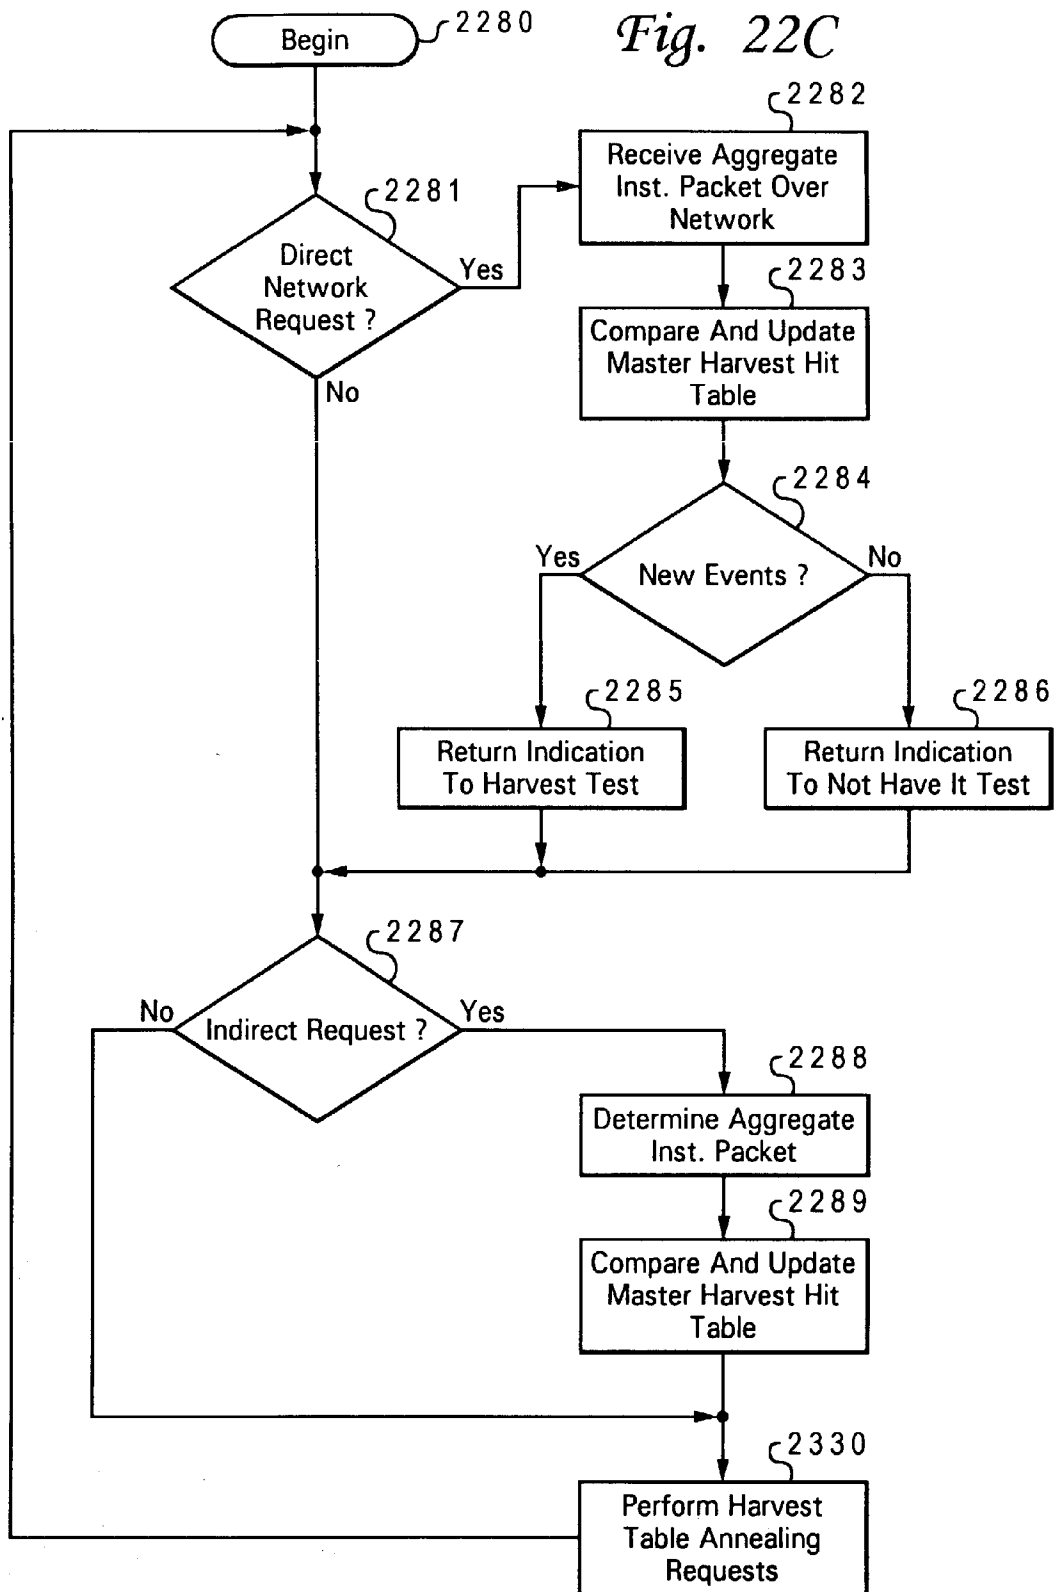 Begin
2280
Fig. 22C
2282
Receive Aggregate
Inst. Packet Over
Network
2281
Direct
Network
Request ?
Yes
No
2283
Compare And Update
Master Harvest Hit
Table
2284
New Events ?
Yes
No
2285
Return Indication
To Harvest Test
2286
Return Indication
To Not Have It Test
2287
Indirect Request ?
No
Yes
2288
Determine Aggregate
Inst. Packet
2289
Compare And Update
Master Harvest Hit
Table
2330
Perform Harvest
Table Annealing
Requests